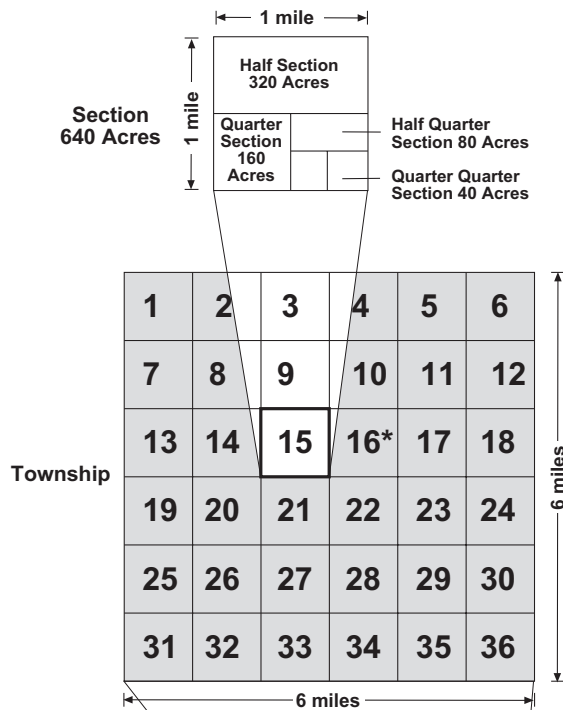 1 mile
1 mile
Section
640 Acres
Half Section
320 Acres
Quarter
Section
160
Acres
Half Quarter
Section 80 Acres
Quarter Quarter
Section 40 Acres
1 2 3 4 5 6
7 8 9 10 11 12
13 14 15 16* 17 18
Township
19 20 21 22 23 24
25 26 27 28 29 30
31 32 33 34 35 36
6 miles
6 miles